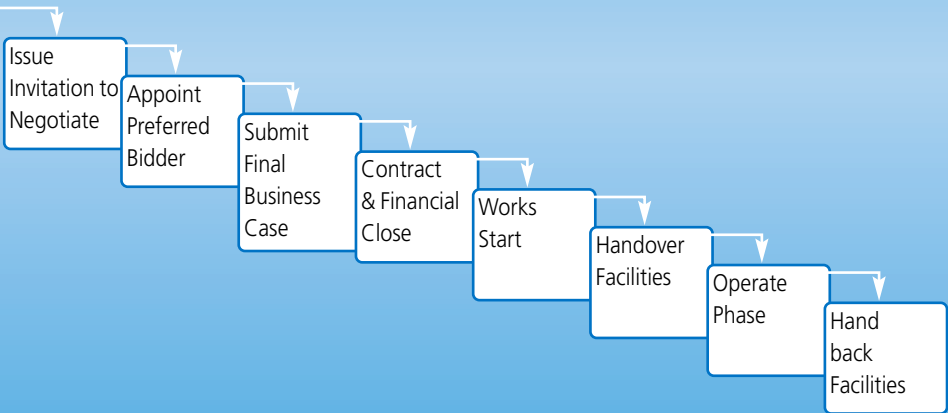 Issue
Invitation to
Negotiate
Appoint
Preferred
Bidder
Submit
Final
Business
Case
Contract
& Financial
Close
Works
Start
Handover
Facilities
Operate
Phase
Hand
back
Facilities